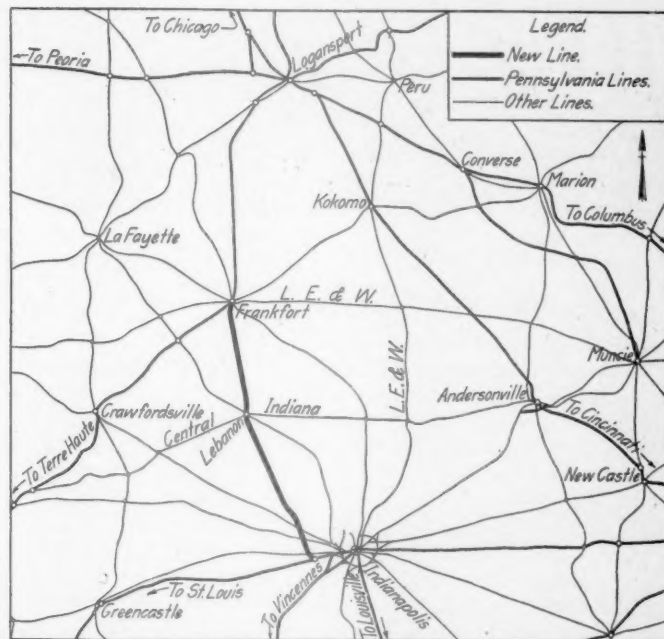 To Chicago
Logansport
Legend.
New Line.
Pennsylvania Lines.
Other Lines.
To Peoria
Peru
Converse
Marion
Kokomo
To Columbus
La Fayette
L. E. & W.
Frankfort
L. E. & W.
Muncie
Andersonville
Crawfordsville
Indiana
Central
Lebanon
To Cincinnati
To Terre Haute
New Castle
To St. Louis
To Vincennes
To Louisville
Indianapolis
Greencastle